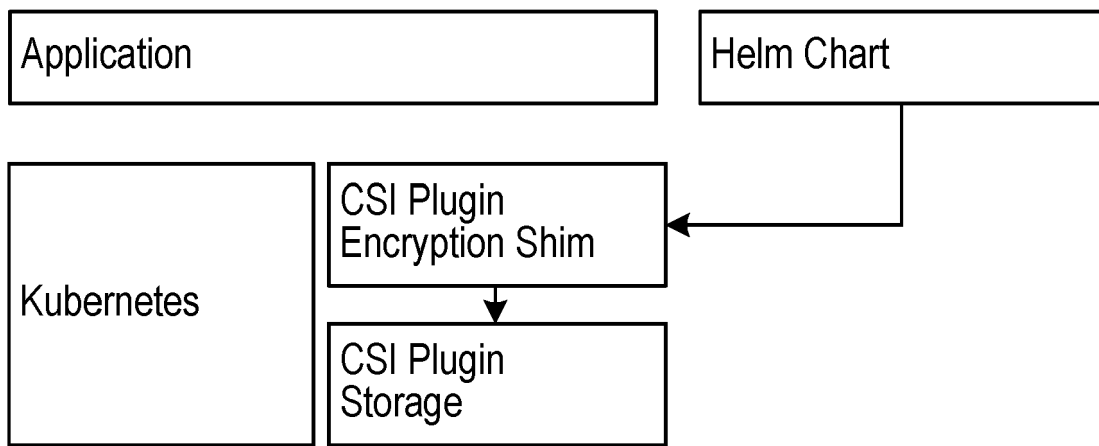 Application
Helm Chart
CSI Plugin
Encryption Shim
Kubernetes
CSI Plugin
Storage